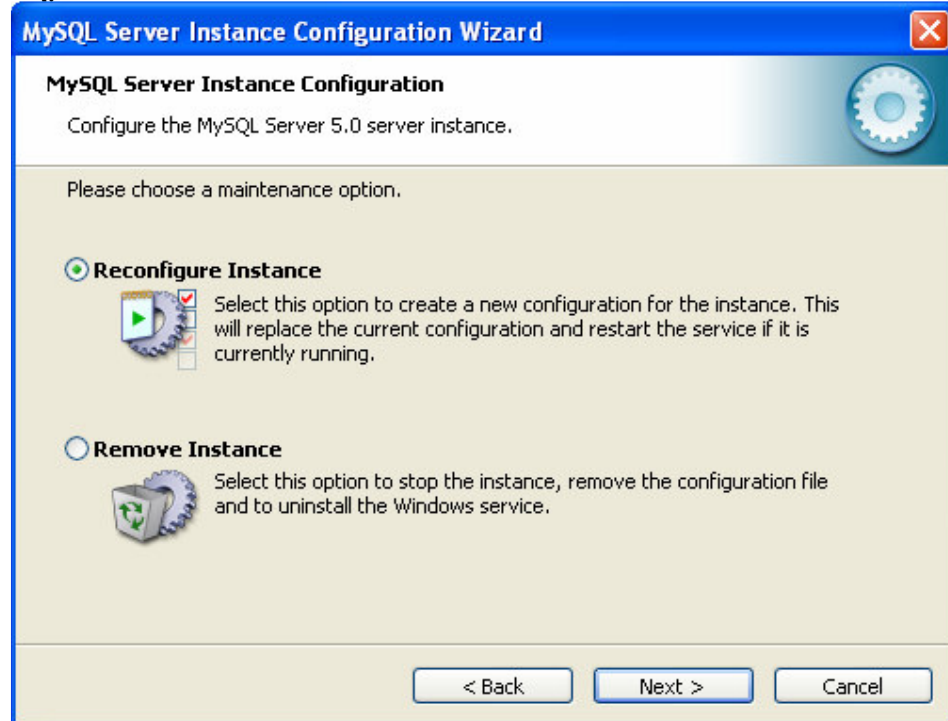 MySQL Server Instance Configuration Wizard
MySQL Server Instance Configuration
Configure the MySQL Server 5.0 server instance.
Please choose a maintenance option.
Reconfigure Instance
Select this option to create a new configuration for the instance. This
will replace the current configuration and restart the service if it is
currently running.
Remove Instance
Select this option to stop the instance, remove the configuration file
and to uninstall the Windows service.
< Back
Next >
Cancel